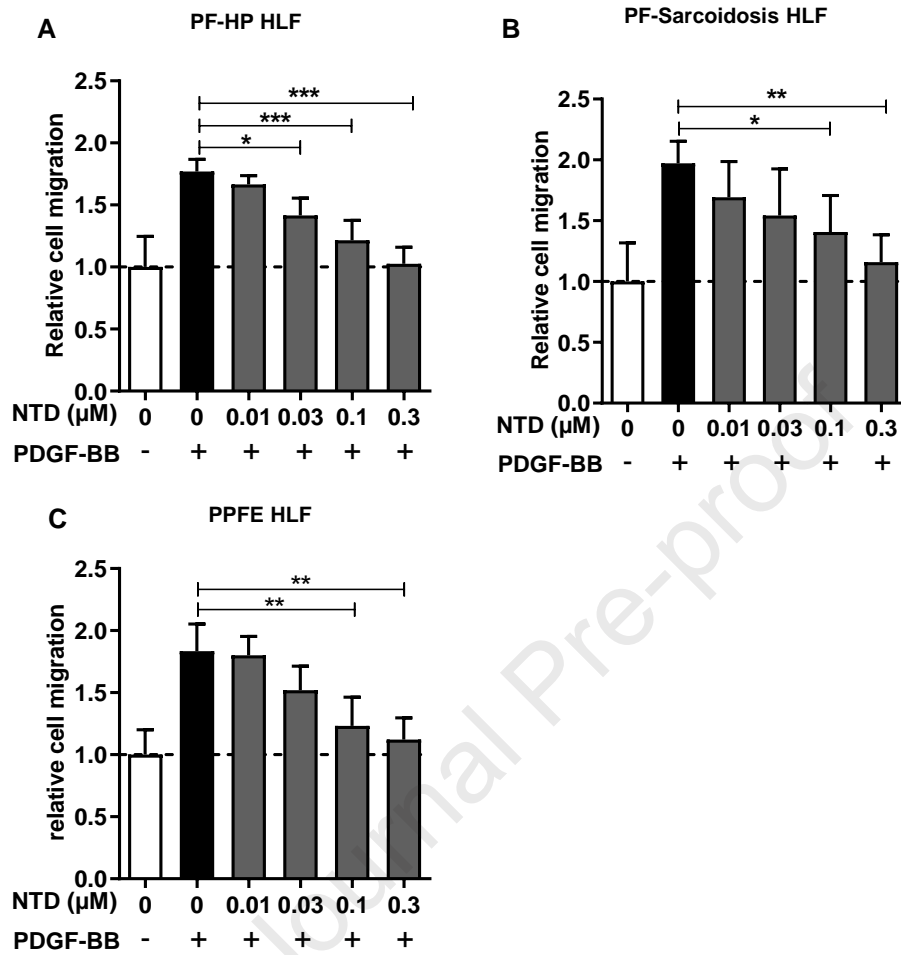 A
PF-HP HLF
***
***
*
Relative cell migration
2.5
2.0
1.5
1.0
0.5
0.0
NTD (µM) 0 0 0.01 0.03 0.1 0.3
PDGF-BB - + + + + +
B
PF-Sarcoidosis HLF
**
*
Relative cell migration
2.5
2.0
1.5
1.0
0.5
0.0
NTD (µM) 0 0 0.01 0.03 0.1 0.3
PDGF-BB - + + + + +
C
PPFE HLF
**
**
relative cell migration
2.5
2.0
1.5
1.0
0.5
0.0
NTD (µM) 0 0 0.01 0.03 0.1 0.3
PDGF-BB - + + + + +
Journal Pre-proof